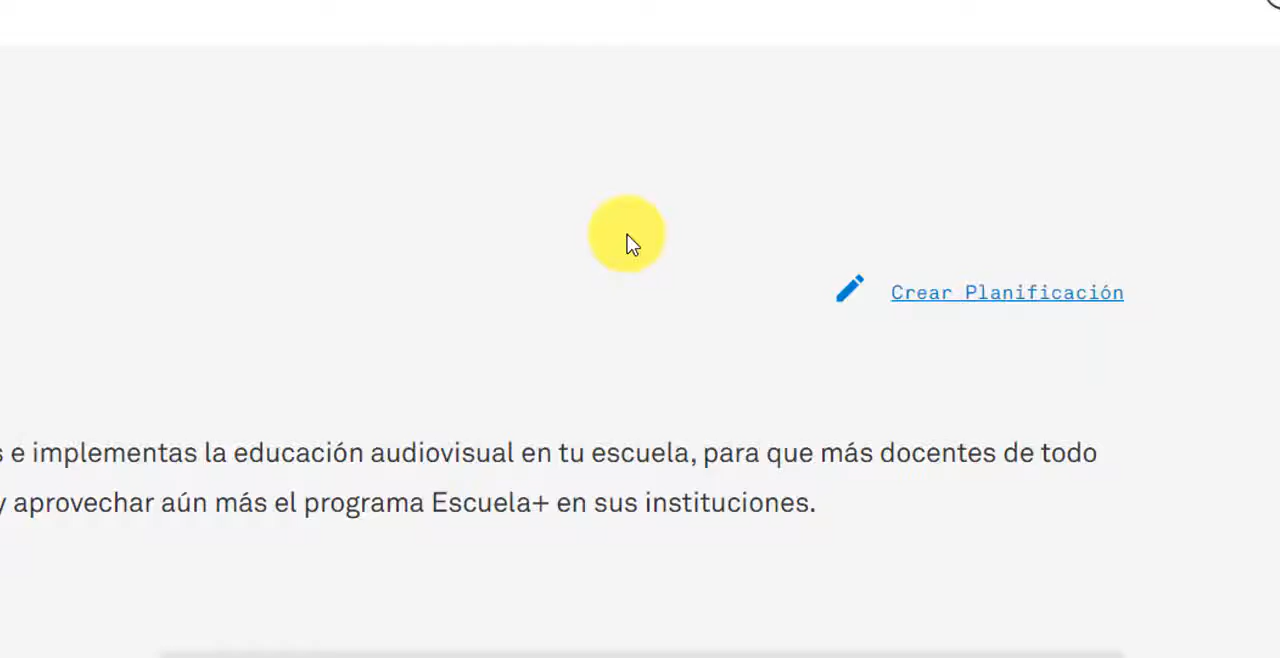 Crear Planificación
e implementas la educación audiovisual en tu escuela, para que más docentes de todo
y aprovechar aún más el programa Escuela+ en sus instituciones.